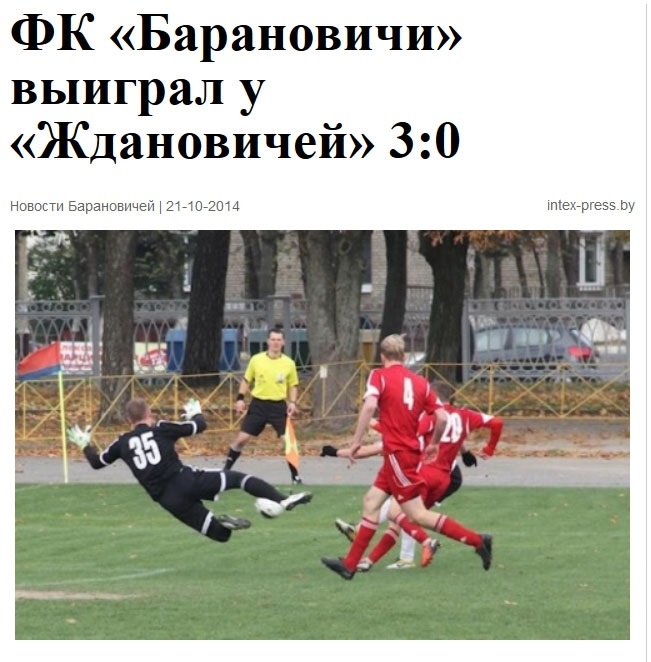 ФК «Барановичи»
выиграл у
«Ждановичей» 3:0
Новости Барановичей | 21-10-2014
intex-press.by
35
4
20